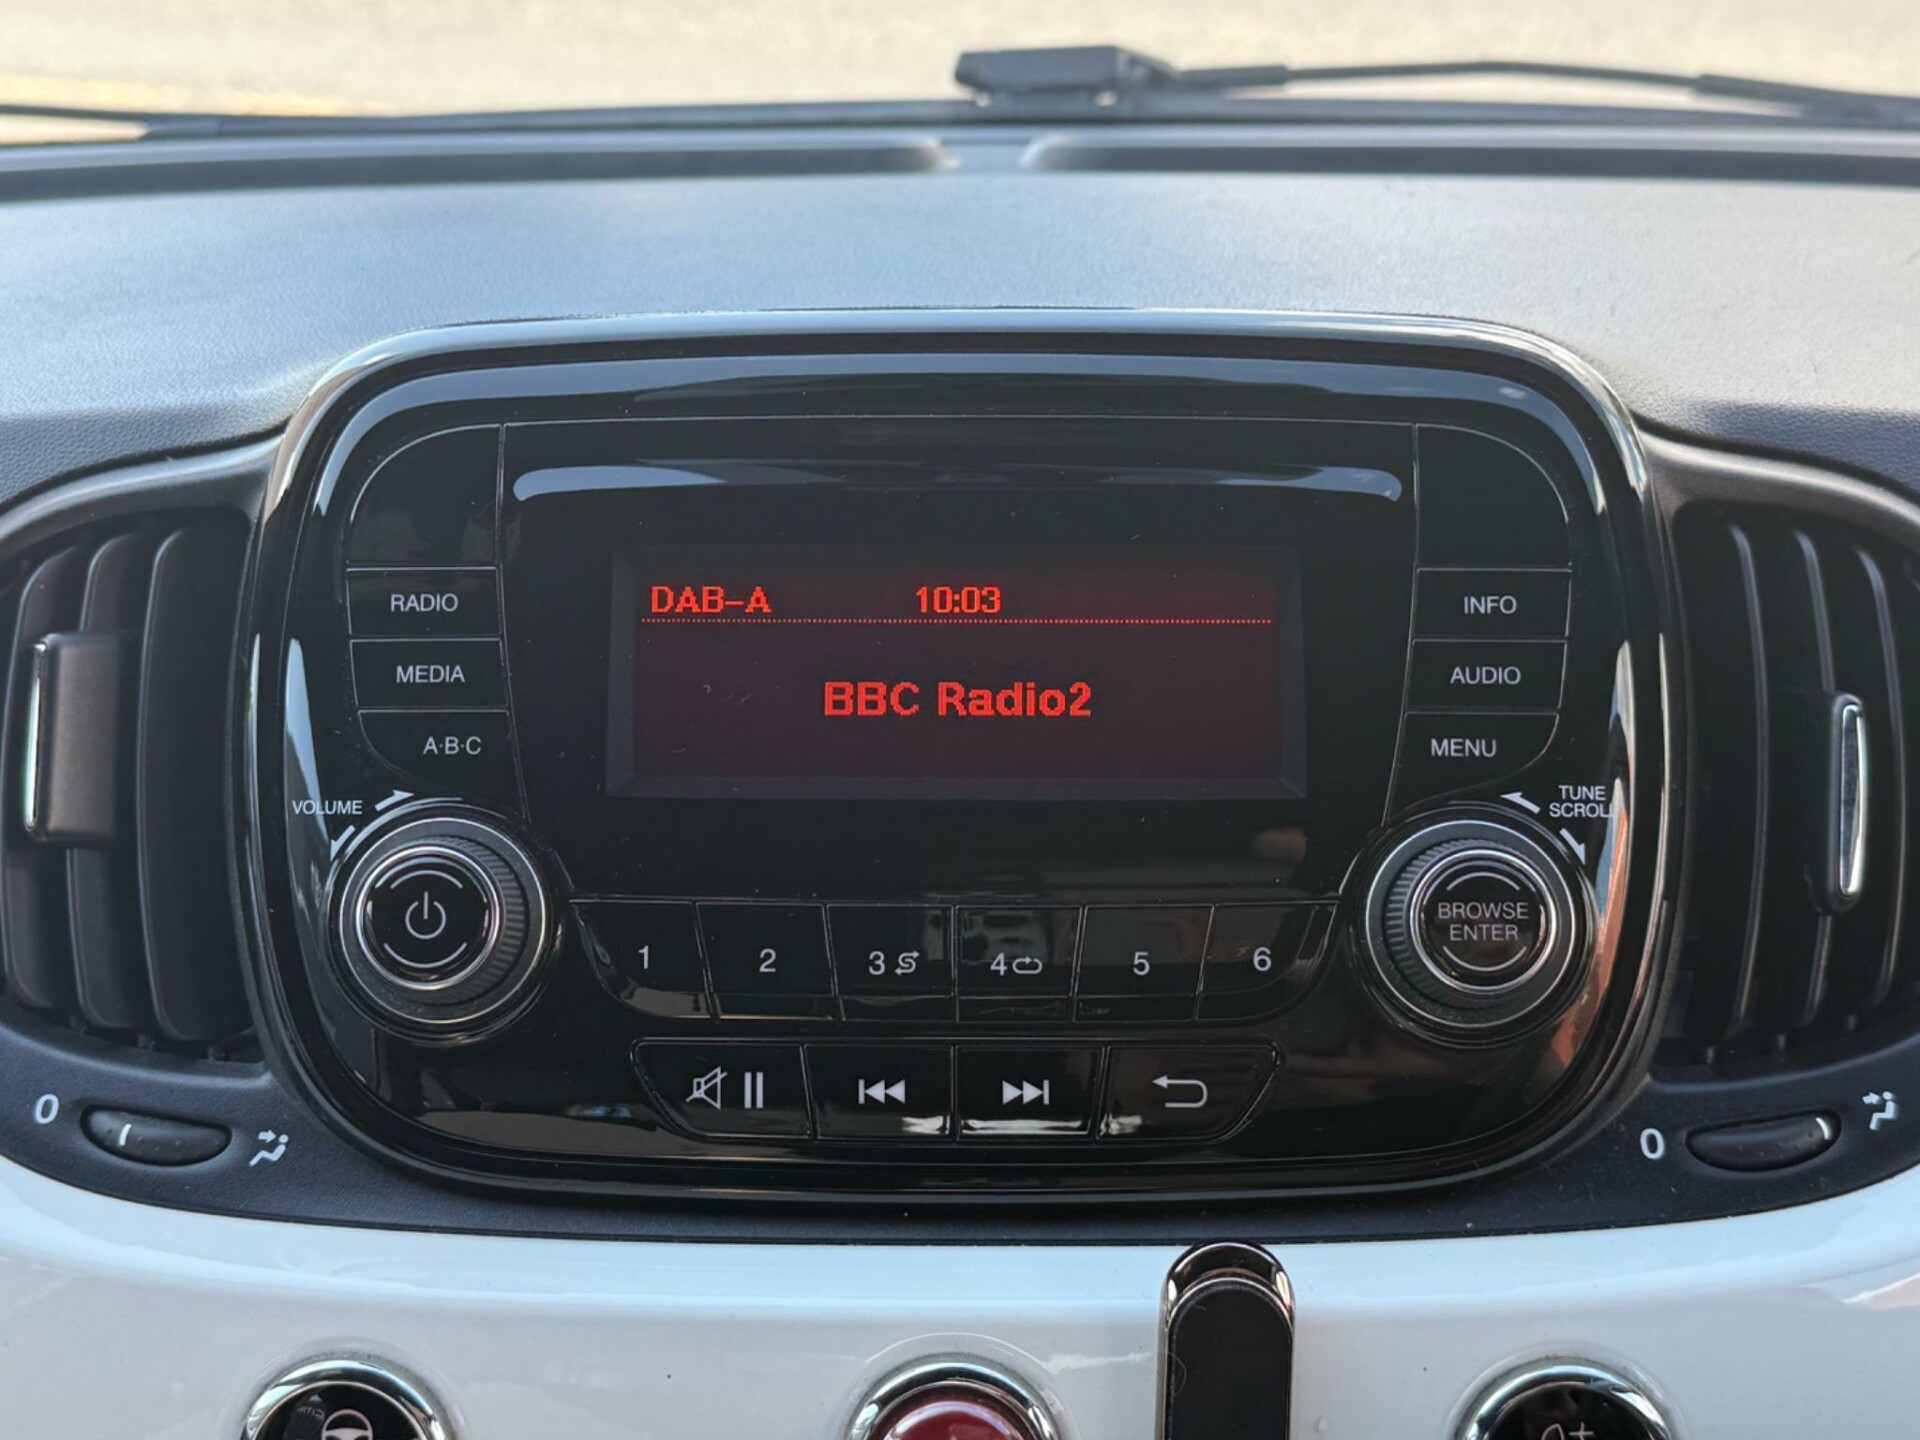 DAB-A 10:03
BBC Radio2
RADIO
MEDIA
A·B·C
INFO
AUDIO
MENU
VOLUME
TUNE
SCROLL
BROWSE
ENTER
1 2 3 4 5 6
0
0